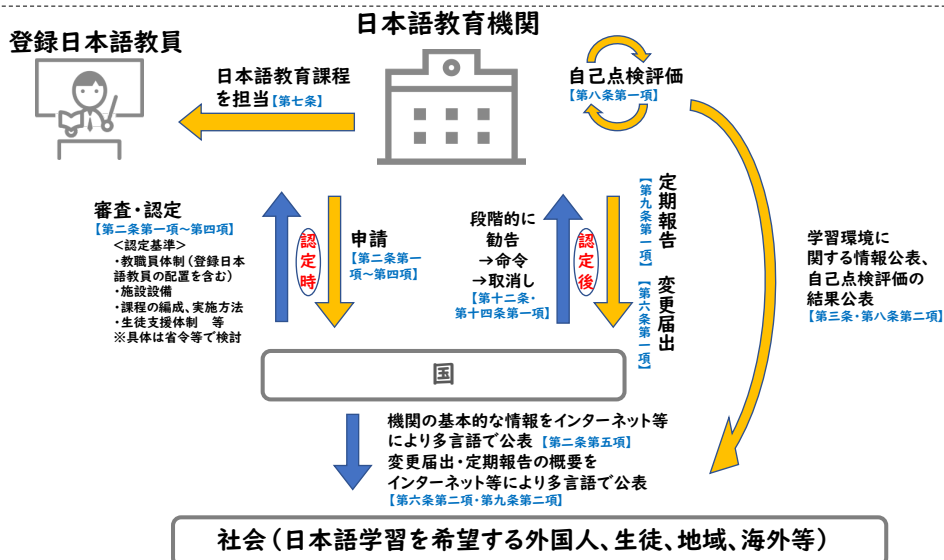 日本語教育機関
登録日本語教員
日本語教育課程
を担当【第七条】
自己点検評価
【第八条第一項】
審査・認定
【第二条第一項~第四項】
<認定基準>
・教職員体制(登録日本
語教員の配置を含む)
・施設設備
・課程の編成、実施方法
・生徒支援体制 等
※具体は省令等で検討
認定時
申請
【第二条第一
項~第四項】
段階的に
勧告
→命令
→取消し
【第十二条・
第十四条第一項】
認定後
定期報告
【第九条第一項】
変更届出
【第六条第一項】
学習環境に
関する情報公表、
自己点検評価の
結果公表
【第三条・第八条第二項】
国
機関の基本的な情報をインターネット等
により多言語で公表 【第二条第五項】
変更届出・定期報告の概要を
インターネット等により多言語で公表
【第六条第二項・第九条第二項】
社会(日本語学習を希望する外国人、生徒、地域、海外等)